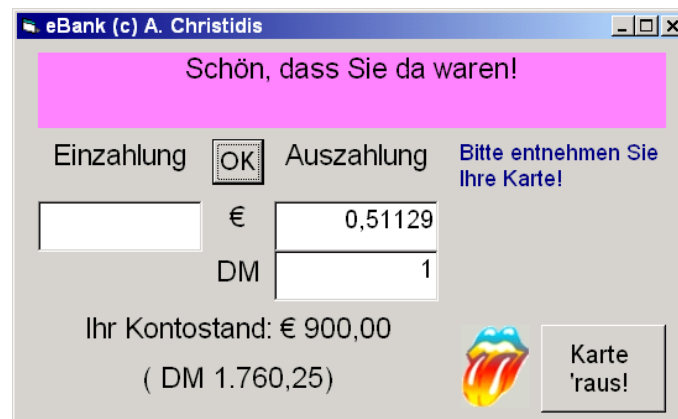 eBank (c) A. Christidis
Schön, dass Sie da waren!
Einzahlung
OK
Auszahlung
Bitte entnehmen Sie
Ihre Karte!
€
0,51129
DM
1
Ihr Kontostand: € 900,00
( DM 1.760,25)
Karte
'raus!